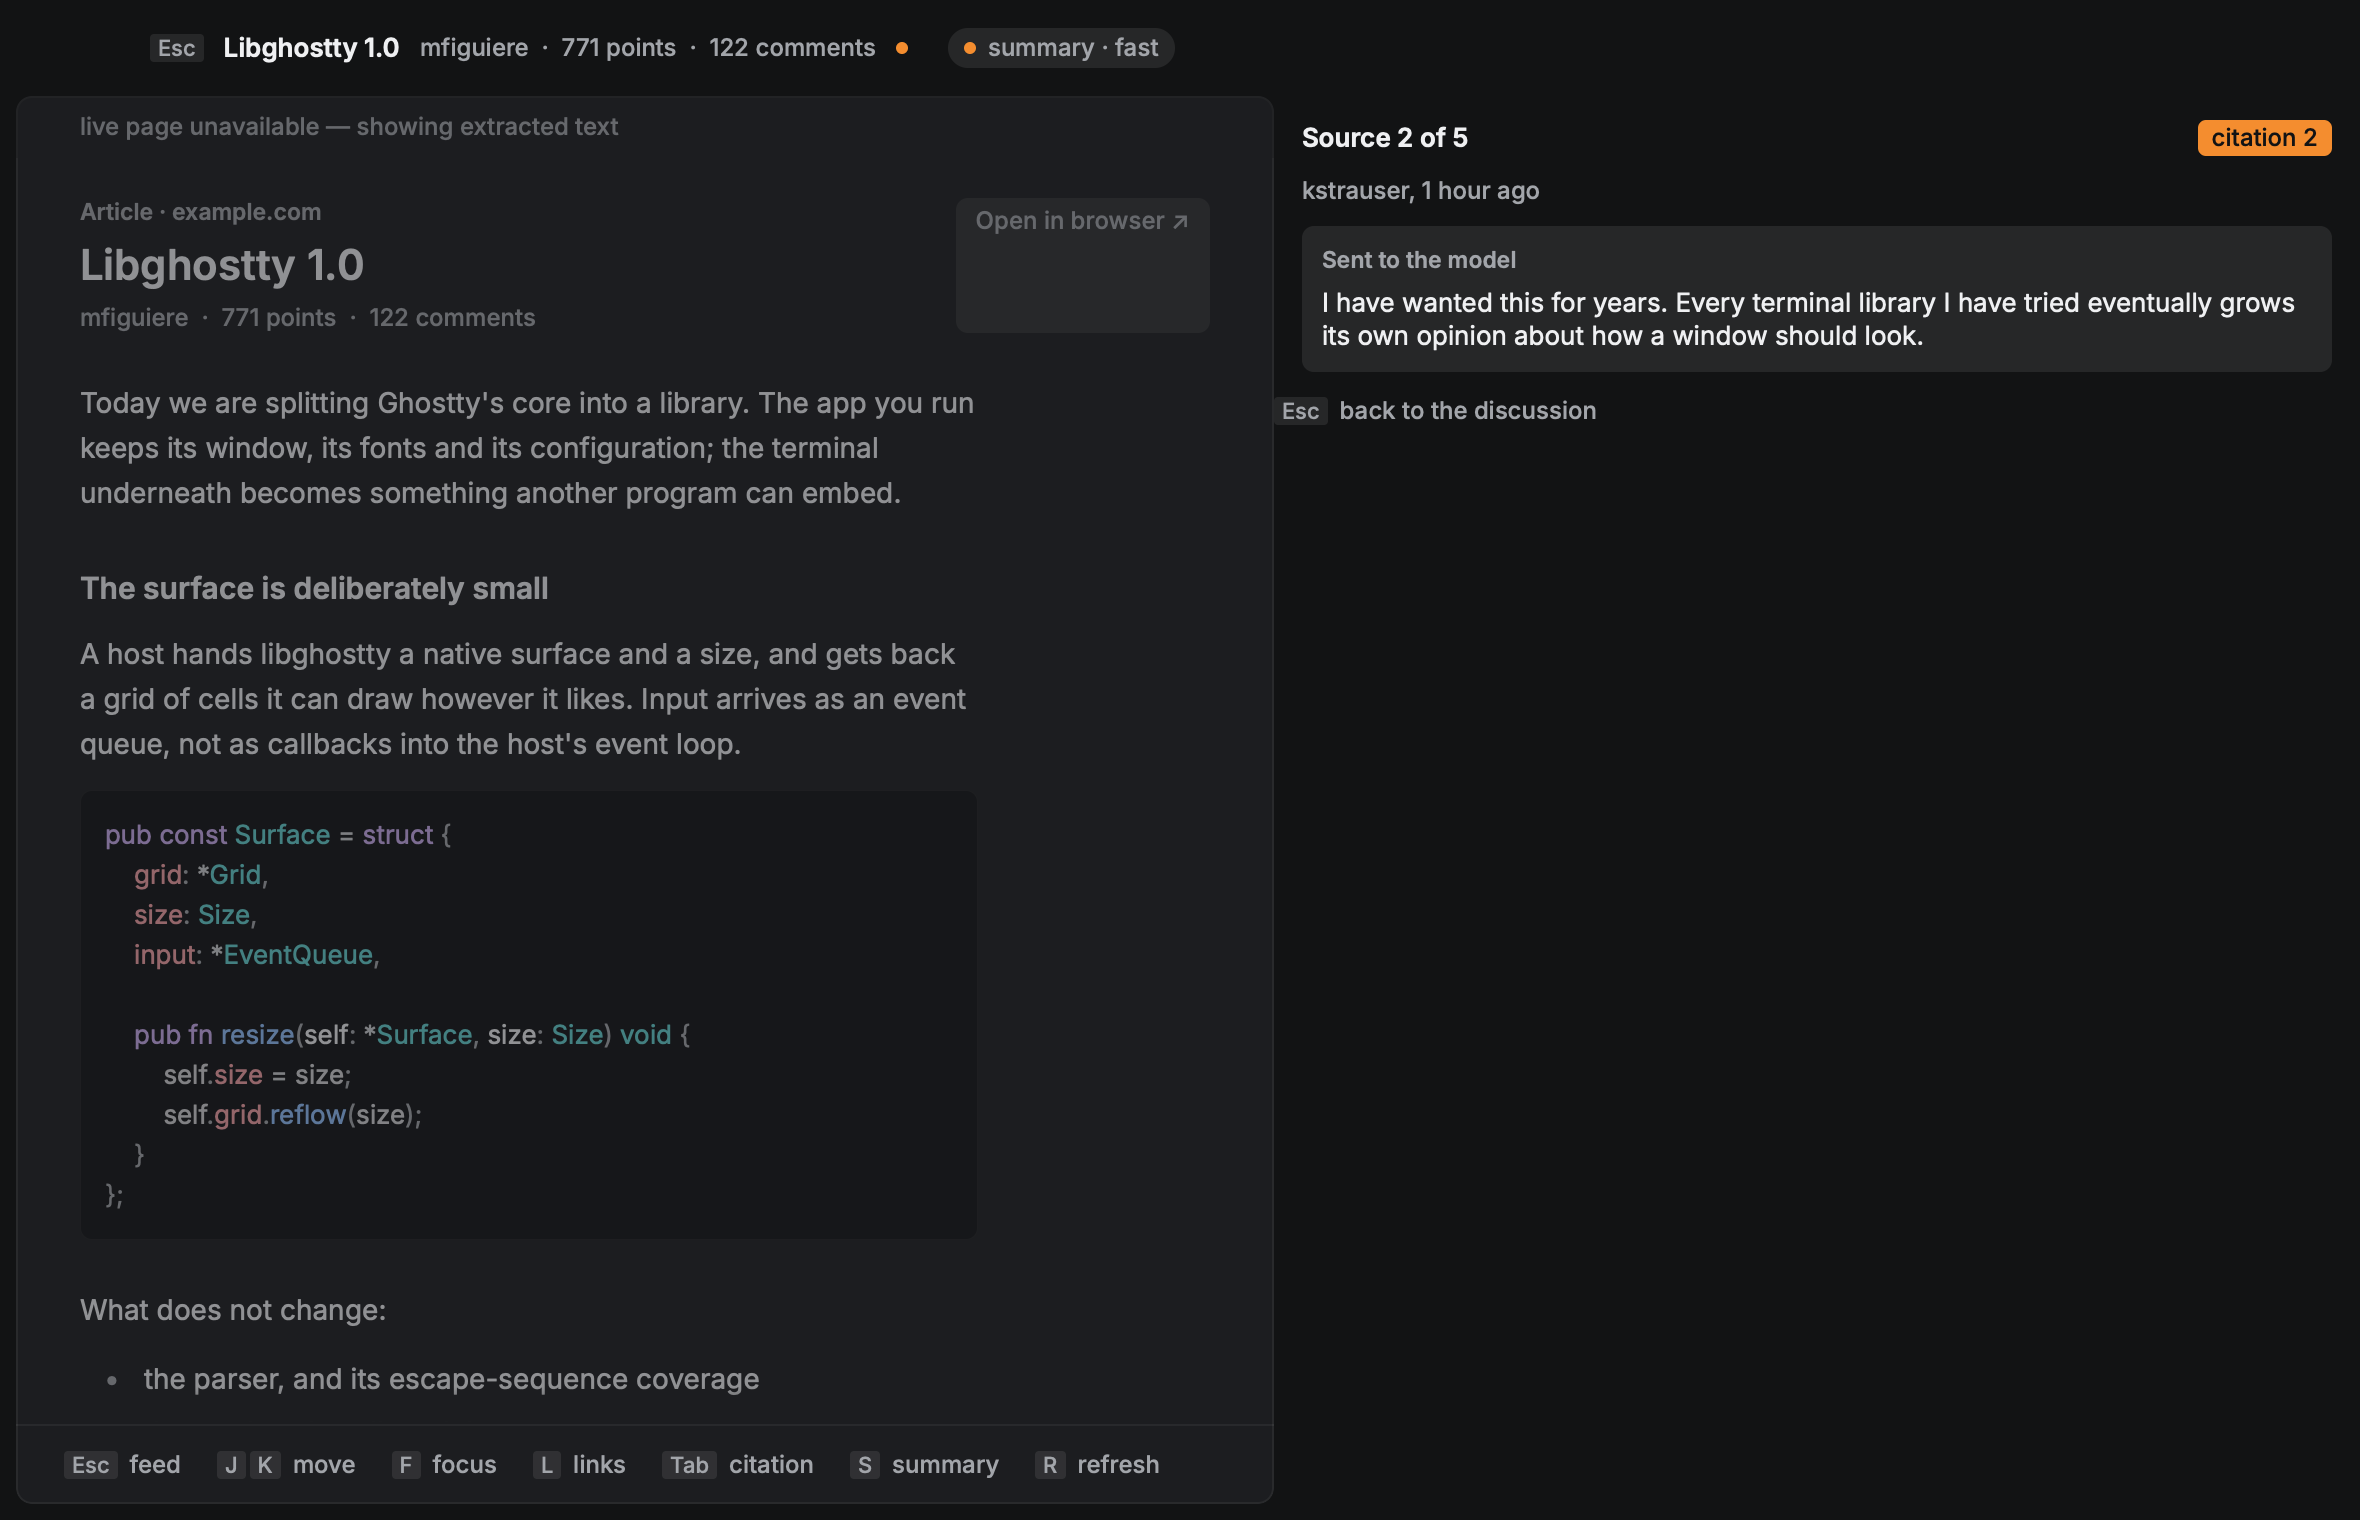 Esc Libghostty 1.0 mfiguiere · 771 points · 122 comments summary · fast
live page unavailable — showing extracted text
Article · example.com
Open in browser ↗
Libghostty 1.0
mfiguiere · 771 points · 122 comments
Today we are splitting Ghostty's core into a library. The app you run
keeps its window, its fonts and its configuration; the terminal
underneath becomes something another program can embed.
The surface is deliberately small
A host hands libghostty a native surface and a size, and gets back
a grid of cells it can draw however it likes. Input arrives as an event
queue, not as callbacks into the host's event loop.
pub const Surface = struct {
    grid: *Grid,
    size: Size,
    input: *EventQueue,
    pub fn resize(self: *Surface, size: Size) void {
        self.size = size;
        self.grid.reflow(size);
    }
};
What does not change:
• the parser, and its escape-sequence coverage
Esc feed J K move F focus L links Tab citation S summary R refresh
Source 2 of 5
citation 2
kstrauser, 1 hour ago
Sent to the model
I have wanted this for years. Every terminal library I have tried eventually grows
its own opinion about how a window should look.
Esc back to the discussion